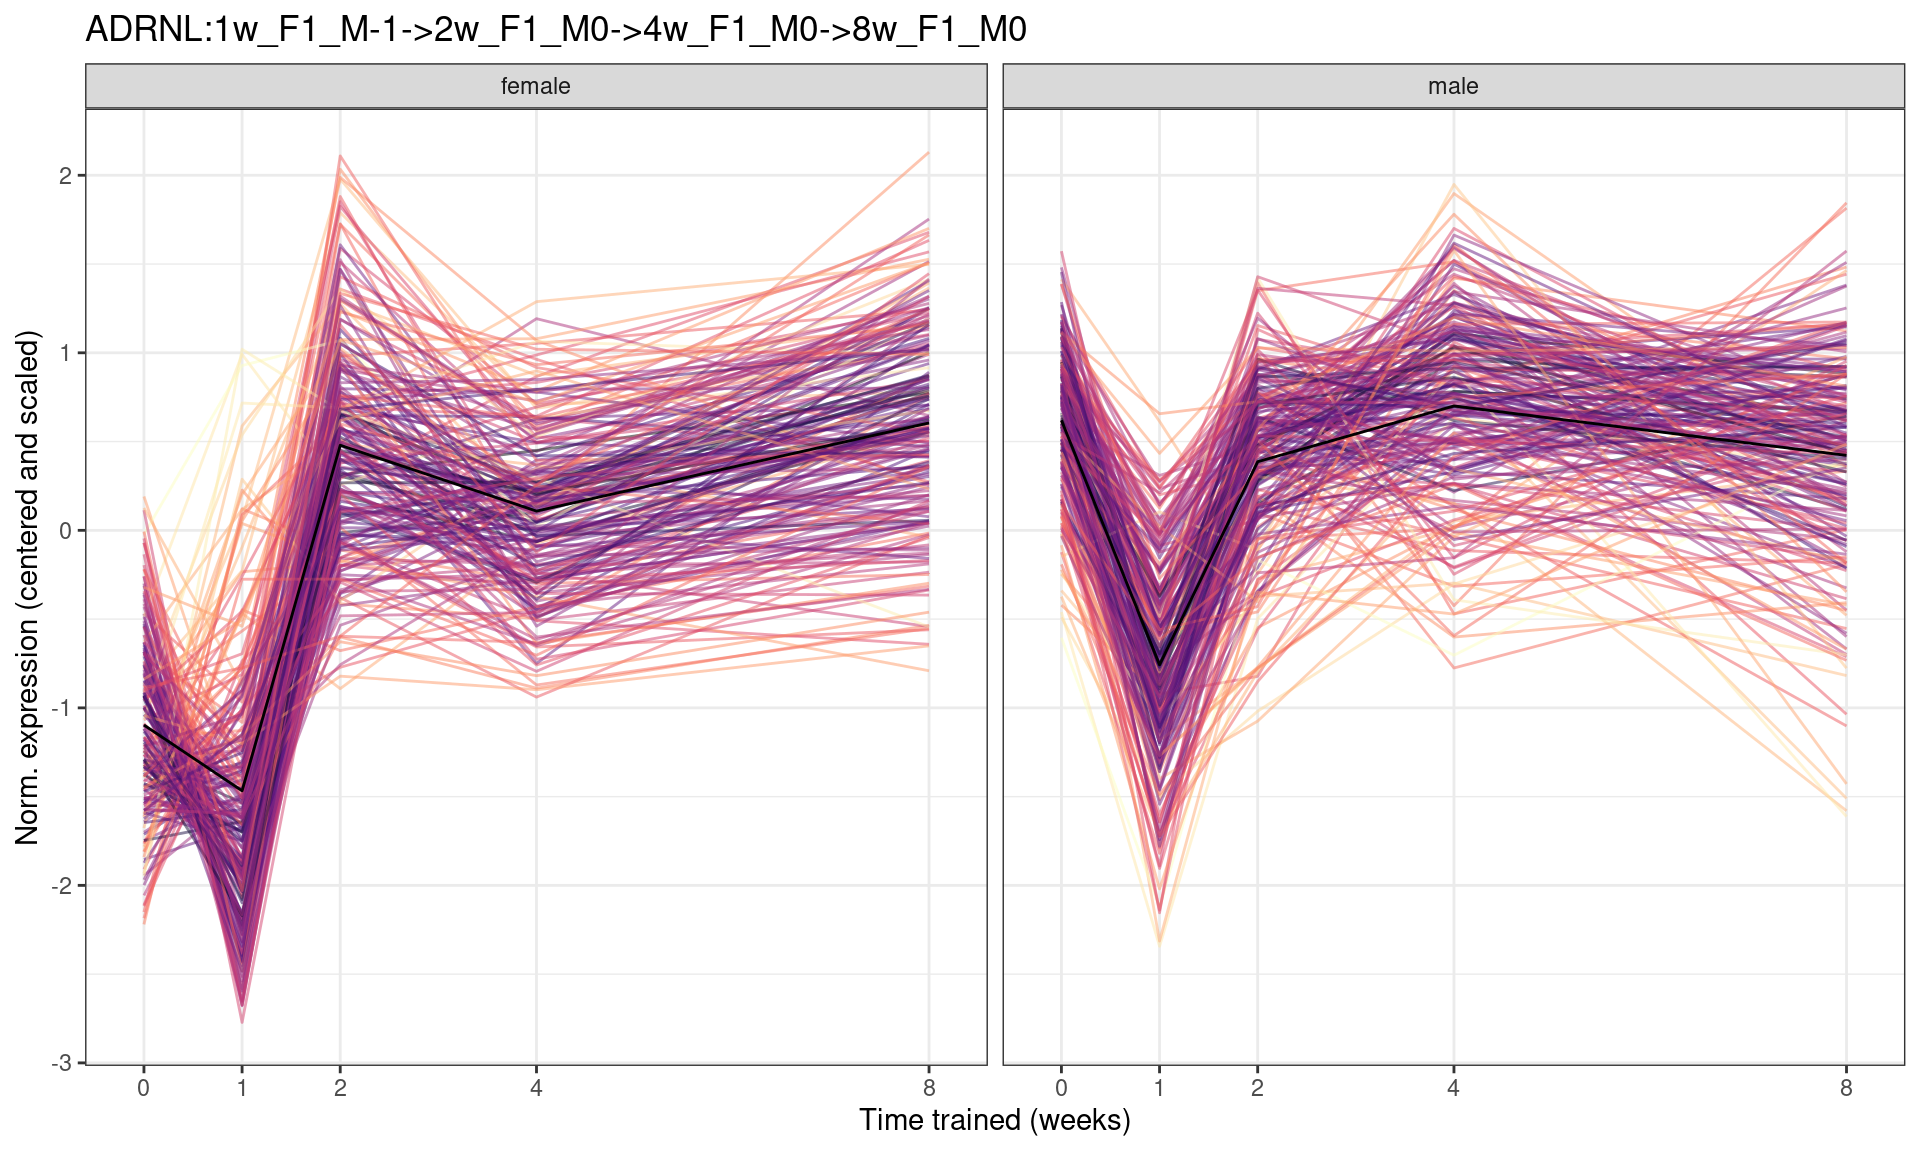 ADRNL:1w_F1_M-1->2w_F1_M0->4w_F1_M0->8w_F1_M0
female
male
Norm. expression (centered and scaled)
2
1
0
-1
-2
-3
0 1 2 4 8
0 1 2 4 8
Time trained (weeks)